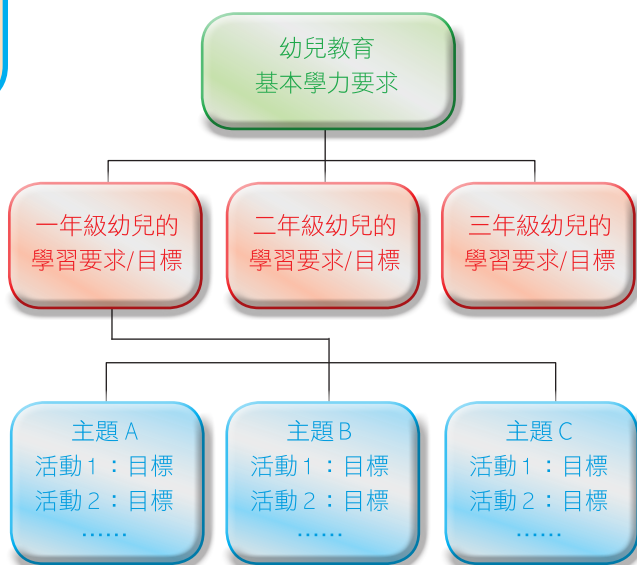 幼兒教育
基本學力要求
一年級幼兒的
學習要求/目標
二年級幼兒的
學習要求/目標
三年級幼兒的
學習要求/目標
主題 A
活動 1：目標
活動 2：目標
……
主題 B
活動 1：目標
活動 2：目標
……
主題 C
活動 1：目標
活動 2：目標
……